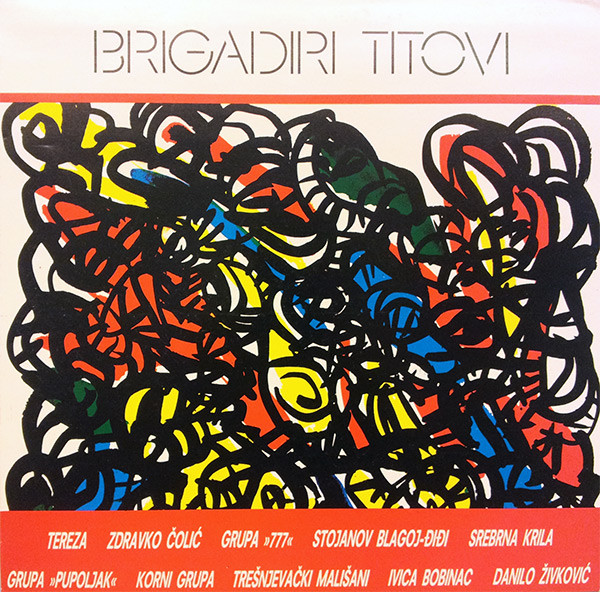 BRIGADIRI TITOVI
TEREZA ZDRAVKO ČOLIĆ GRUPA »777« STOJANOV BLAGOJ-ĐIĐI SREBRNA KRILA
GRUPA »PUPOLJAK« KORNI GRUPA TREŠNJEVAČKI MALIŠANI IVICA BOBINAC DANILO ŽIVKOVIĆ